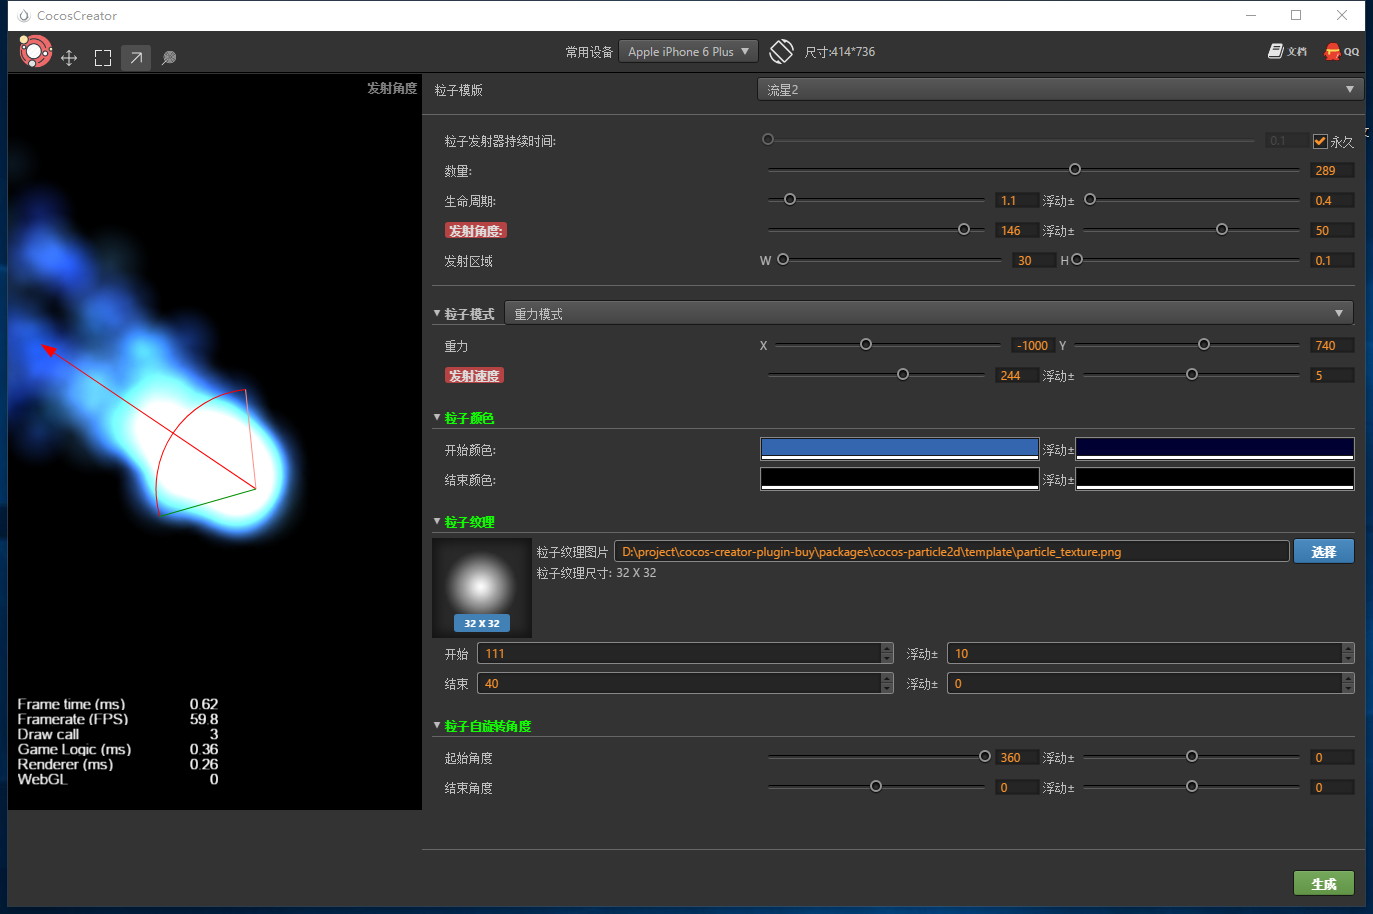 CocosCreator
常用设备 Apple iPhone 6 Plus 尺寸:414*736 文档 QQ
发射角度
粒子模版 流星2
粒子发射器持续时间: 0.1 永久
数量: 289
生命周期: 1.1 浮动± 0.4
发射角度: 146 浮动± 50
发射区域 W 30 H 0.1
粒子模式 重力模式
重力 X -1000 Y 740
发射速度 244 浮动± 5
粒子颜色
开始颜色: 浮动±
结束颜色: 浮动±
粒子纹理
粒子纹理图片 D:\project\cocos-creator-plugin-buy\packages\cocos-particle2d\template\particle_texture.png 选择
粒子纹理尺寸: 32 X 32
32 X 32
开始 111 浮动± 10
结束 40 浮动± 0
粒子自旋转角度
起始角度 360 浮动± 0
结束角度 0 浮动± 0
Frame time (ms) 0.62
Framerate (FPS) 59.8
Draw call 3
Game Logic (ms) 0.36
Renderer (ms) 0.26
WebGL 0
生成